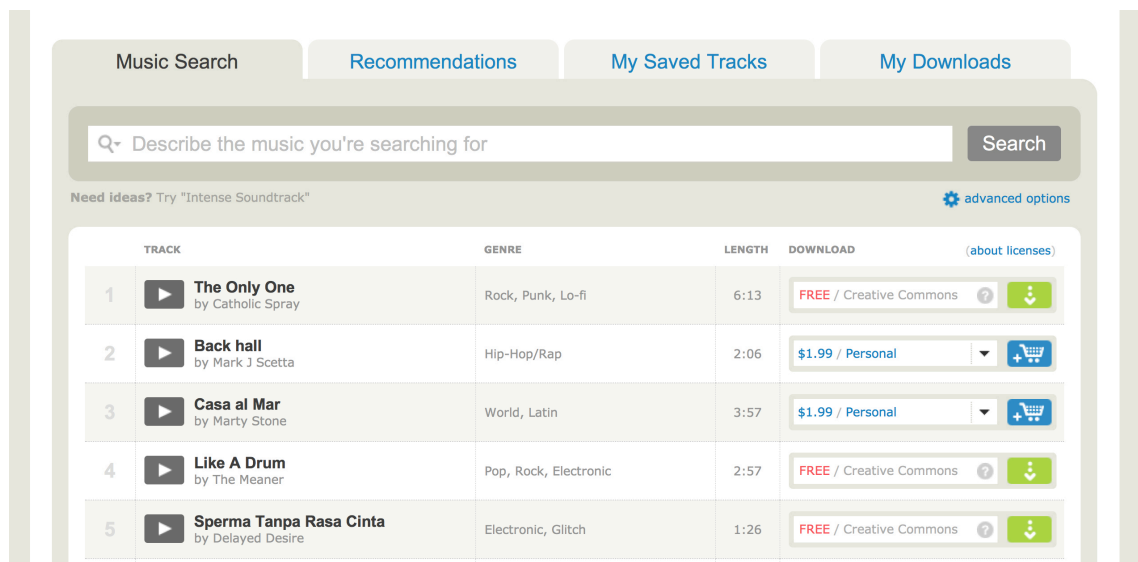 Music Search Recommendations My Saved Tracks My Downloads
Describe the music you're searching for Search
Need ideas? Try "Intense Soundtrack" advanced options
TRACK GENRE LENGTH DOWNLOAD (about licenses)
1 The Only One
by Catholic Spray Rock, Punk, Lo-fi 6:13 FREE / Creative Commons ?
2 Back hall
by Mark J Scetta Hip-Hop/Rap 2:06 $1.99 / Personal
3 Casa al Mar
by Marty Stone World, Latin 3:57 $1.99 / Personal
4 Like A Drum
by The Meaner Pop, Rock, Electronic 2:57 FREE / Creative Commons ?
5 Sperma Tanpa Rasa Cinta
by Delayed Desire Electronic, Glitch 1:26 FREE / Creative Commons ?